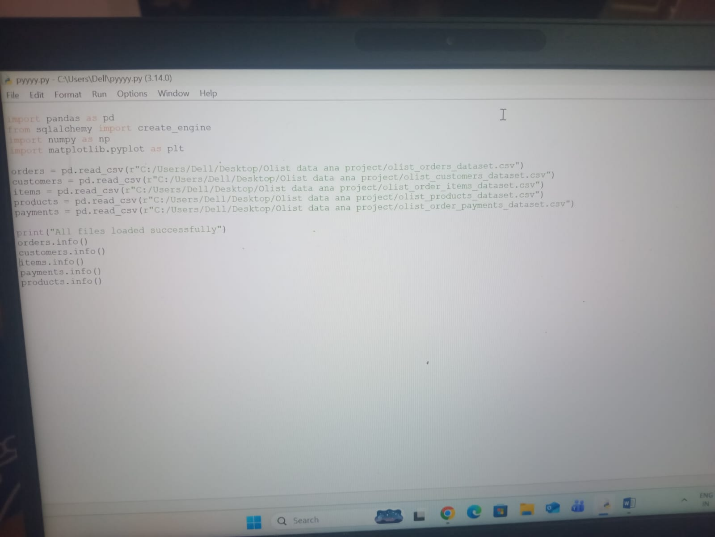 pyyyy.py - C:\Users\Dell\pyyyy.py (3.14.0)
File Edit Format Run Options Window Help
import pandas as pd
from sqlalchemy import create_engine
import numpy as np
import matplotlib.pyplot as plt
orders = pd.read_csv(r"C:/Users/Dell/Desktop/Olist data ana project/olist_orders_dataset.csv")
customers = pd.read_csv(r"C:/Users/Dell/Desktop/Olist data ana project/olist_customers_dataset.csv")
items = pd.read_csv(r"C:/Users/Dell/Desktop/Olist data ana project/olist_order_items_dataset.csv")
products = pd.read_csv(r"C:/Users/Dell/Desktop/Olist data ana project/olist_products_dataset.csv")
payments = pd.read_csv(r"C:/Users/Dell/Desktop/Olist data ana project/olist_order_payments_dataset.csv")
print("All files loaded successfully")
orders.info()
customers.info()
items.info()
payments.info()
products.info()
Search
ENG
IN